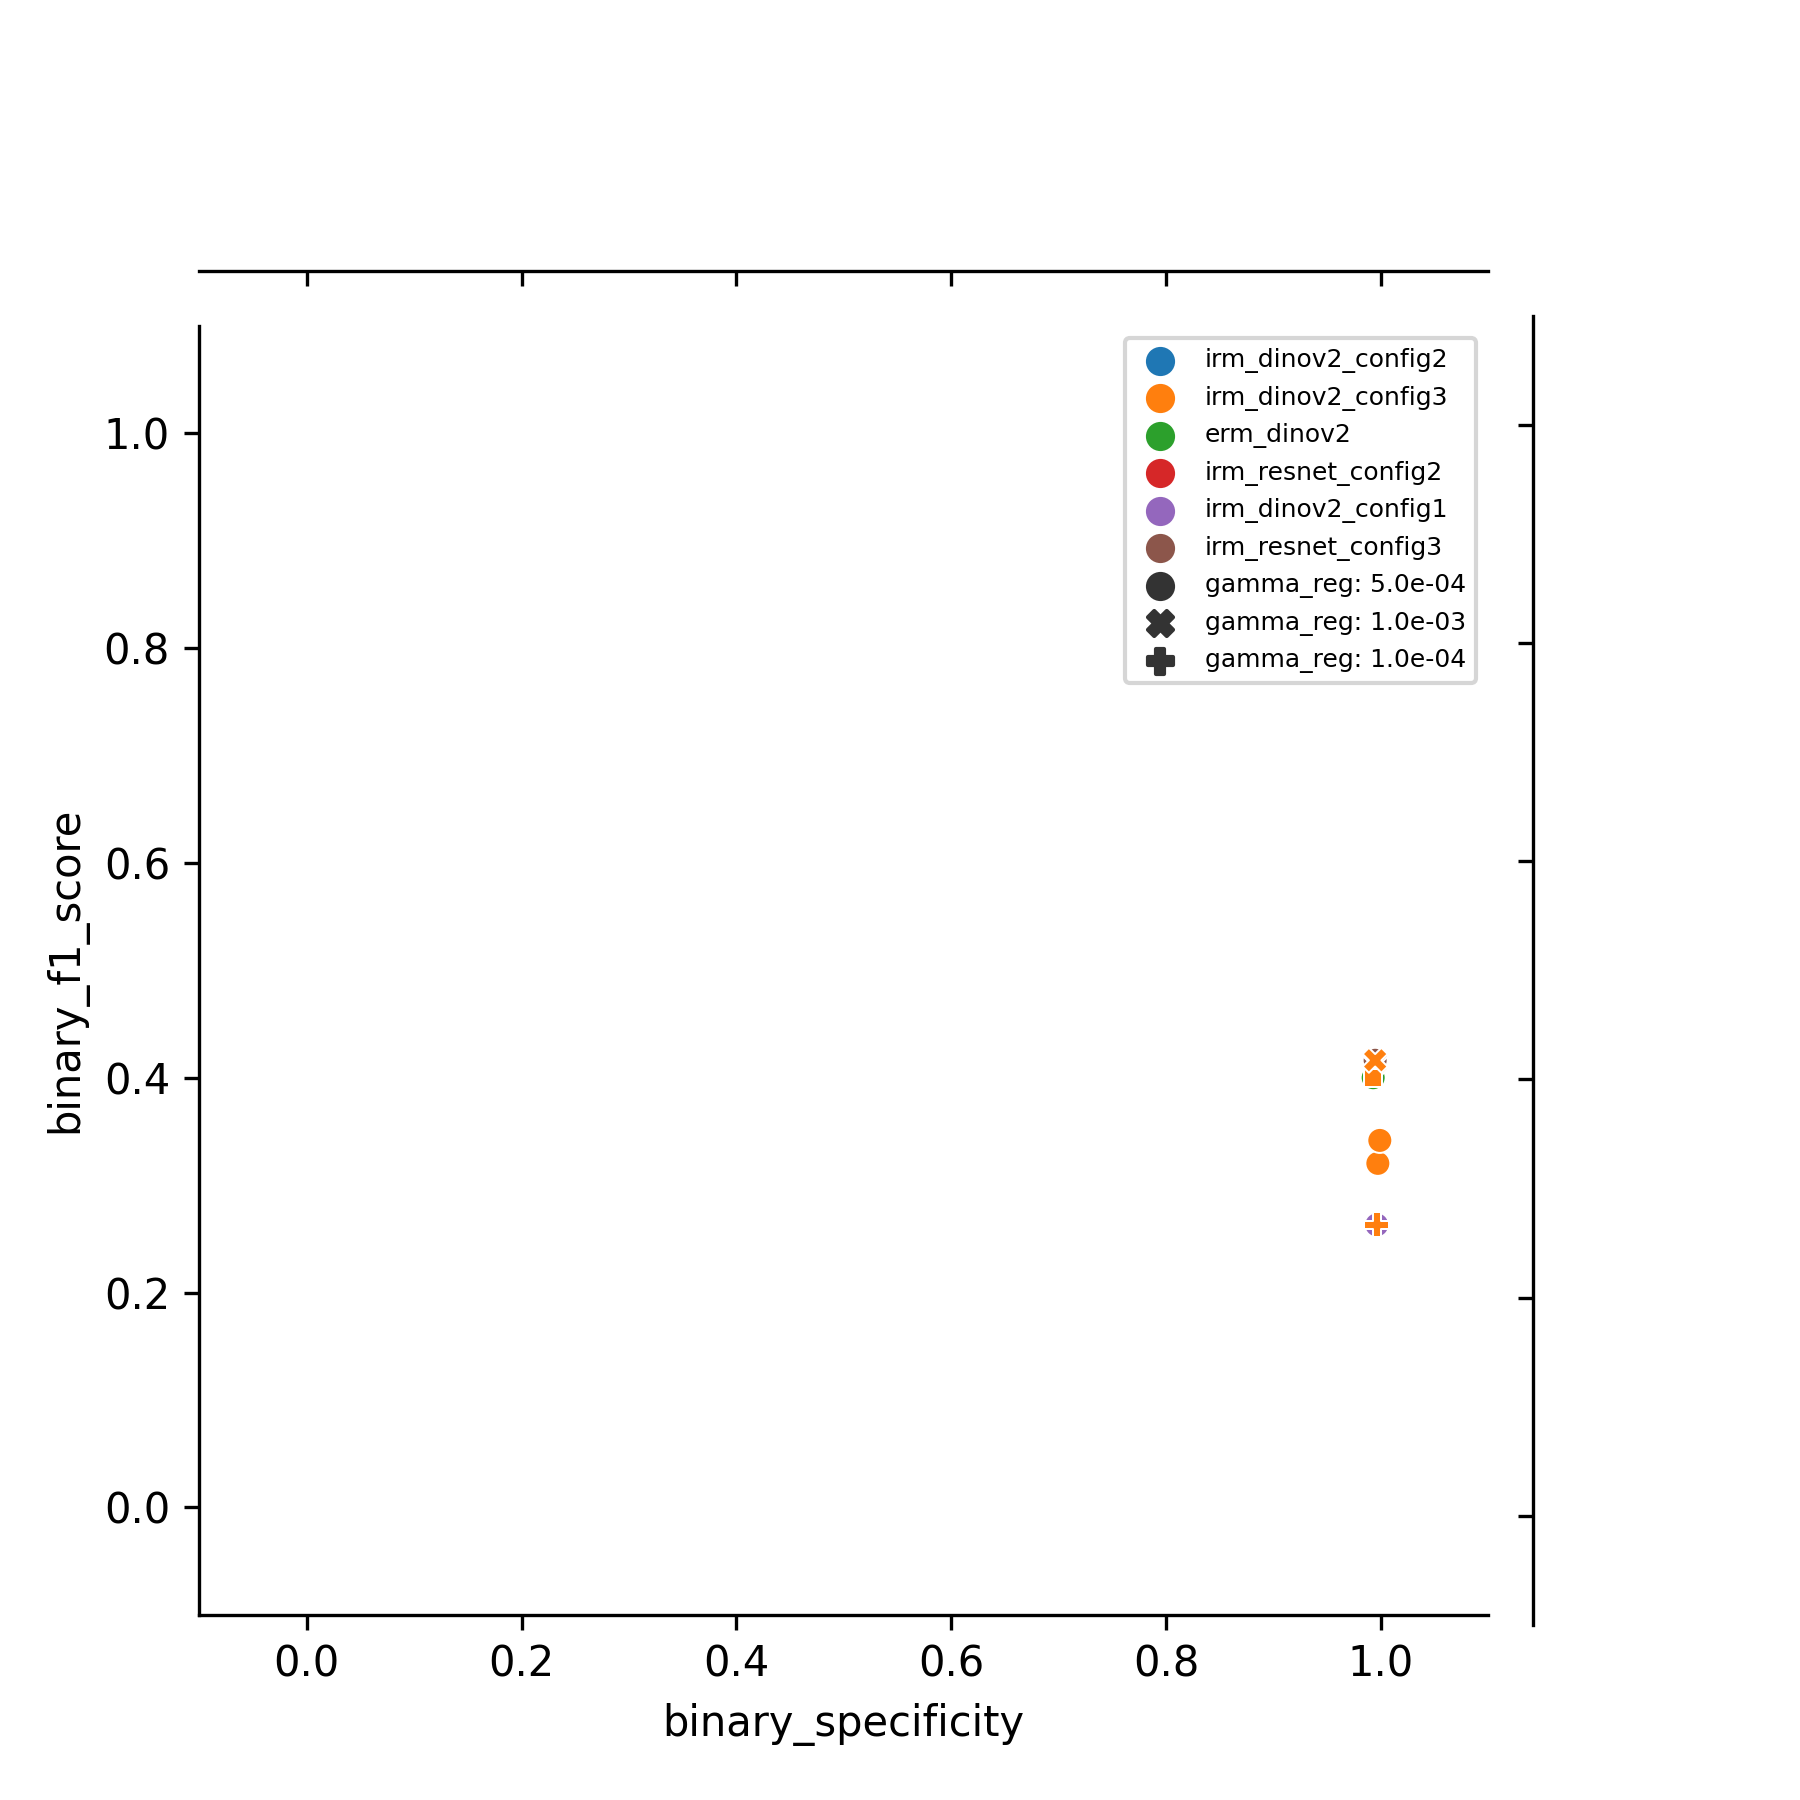 irm_dinov2_config2
irm_dinov2_config3
erm_dinov2
irm_resnet_config2
irm_dinov2_config1
irm_resnet_config3
gamma_reg: 5.0e-04
gamma_reg: 1.0e-03
gamma_reg: 1.0e-04
1.0
0.8
0.6
0.4
0.2
0.0
binary_f1_score
0.0 0.2 0.4 0.6 0.8 1.0
binary_specificity